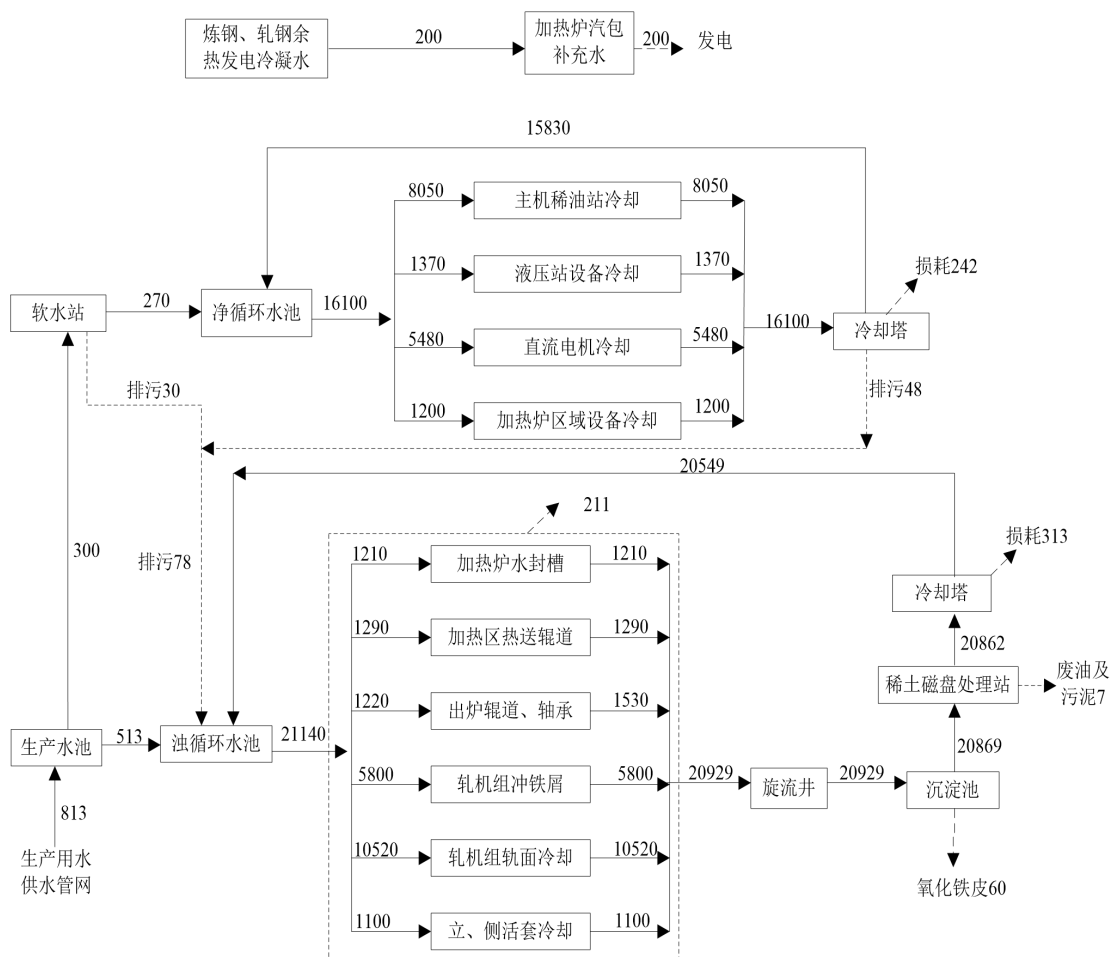 炼钢、轧钢余
热发电冷凝水
200
加热炉汽包
补充水
200
发电
15830
8050
主机稀油站冷却
8050
1370
液压站设备冷却
1370
损耗242
软水站
270
净循环水池
16100
5480
直流电机冷却
5480
16100
冷却塔
排污30
1200
加热炉区域设备冷却
1200
排污48
20549
211
300
排污78
1210
加热炉水封槽
1210
损耗313
冷却塔
1290
加热区热送辊道
1290
20862
稀土磁盘处理站
废油及
污泥7
1220
出炉辊道、轴承
1530
生产水池
513
浊循环水池
21140
20869
5800
轧机组冲铁屑
5800
20929
旋流井
20929
沉淀池
813
生产用水
供水管网
10520
轧机组轨面冷却
10520
氧化铁皮60
1100
立、侧活套冷却
1100